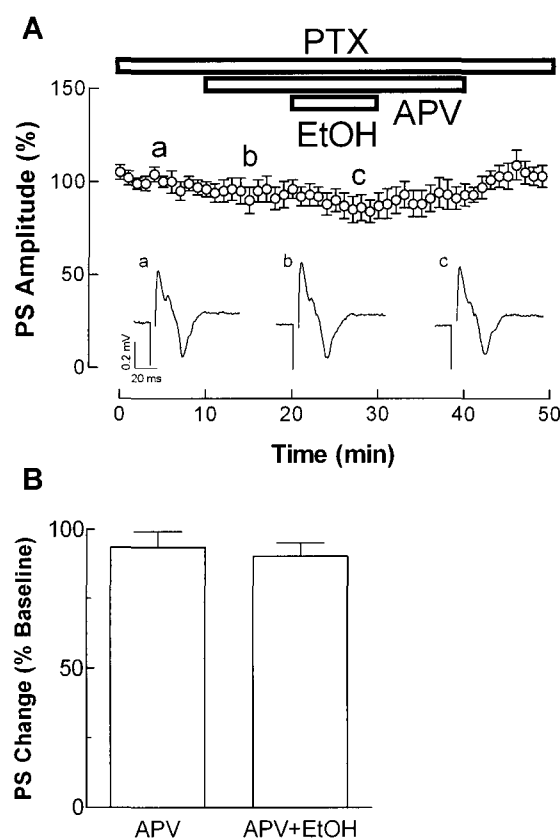 A
PTX
APV
EtOH
PS Amplitude (%)
150
100
50
0
a
b
c
a
b
c
0.2 mV
20 ms
0 10 20 30 40 50
Time (min)
B
PS Change (% Baseline)
100
50
0
APV APV+EtOH